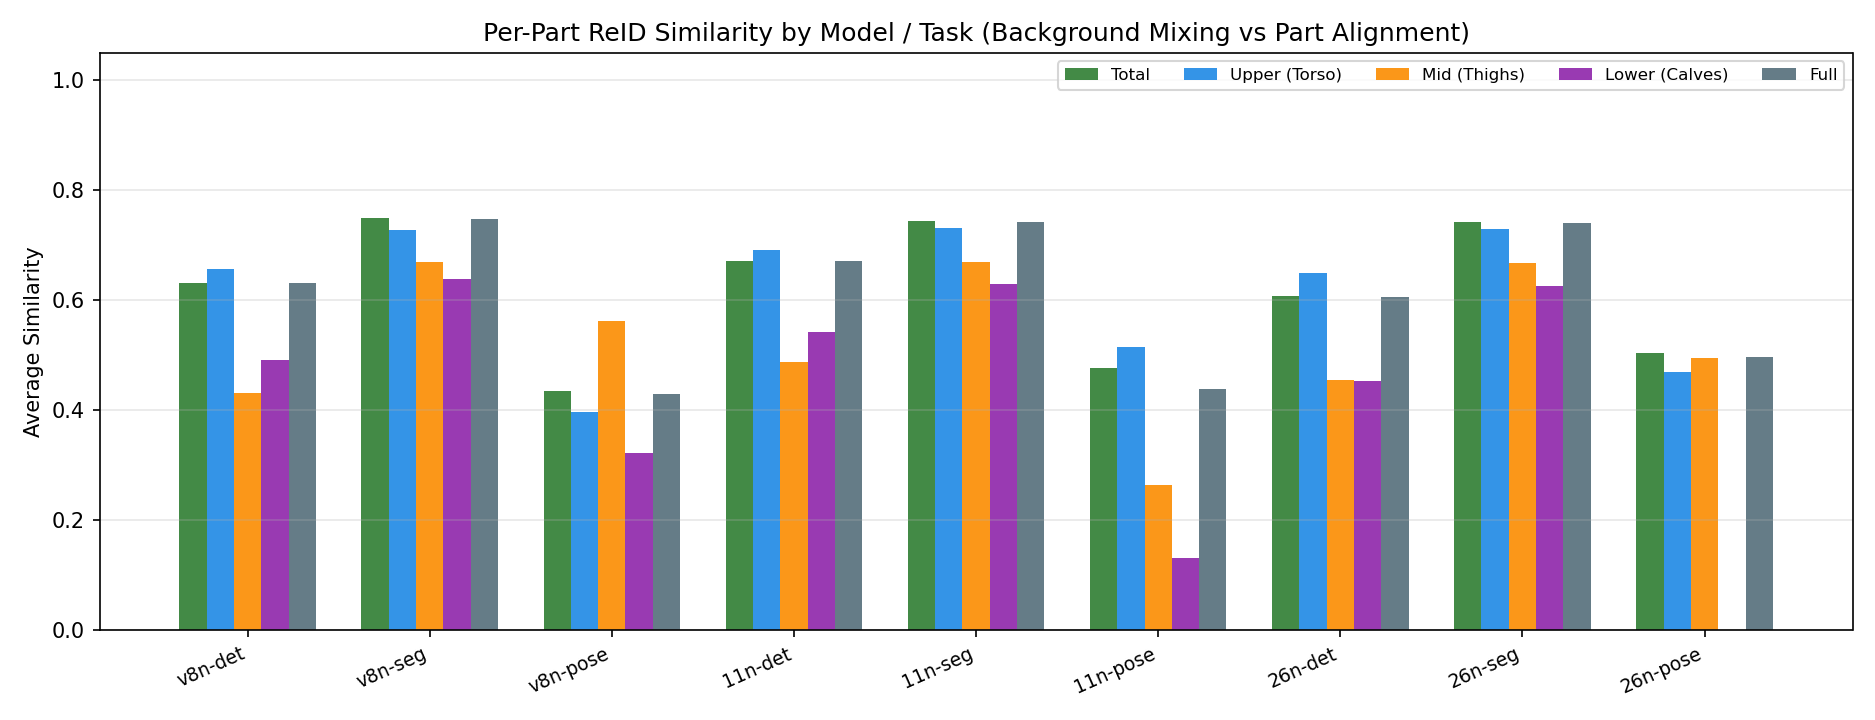 Per-Part ReID Similarity by Model / Task (Background Mixing vs Part Alignment)
Total Upper (Torso) Mid (Thighs) Lower (Calves) Full
Average Similarity
1.0
0.8
0.6
0.4
0.2
0.0
v8n-det v8n-seg v8n-pose 11n-det 11n-seg 11n-pose 26n-det 26n-seg 26n-pose